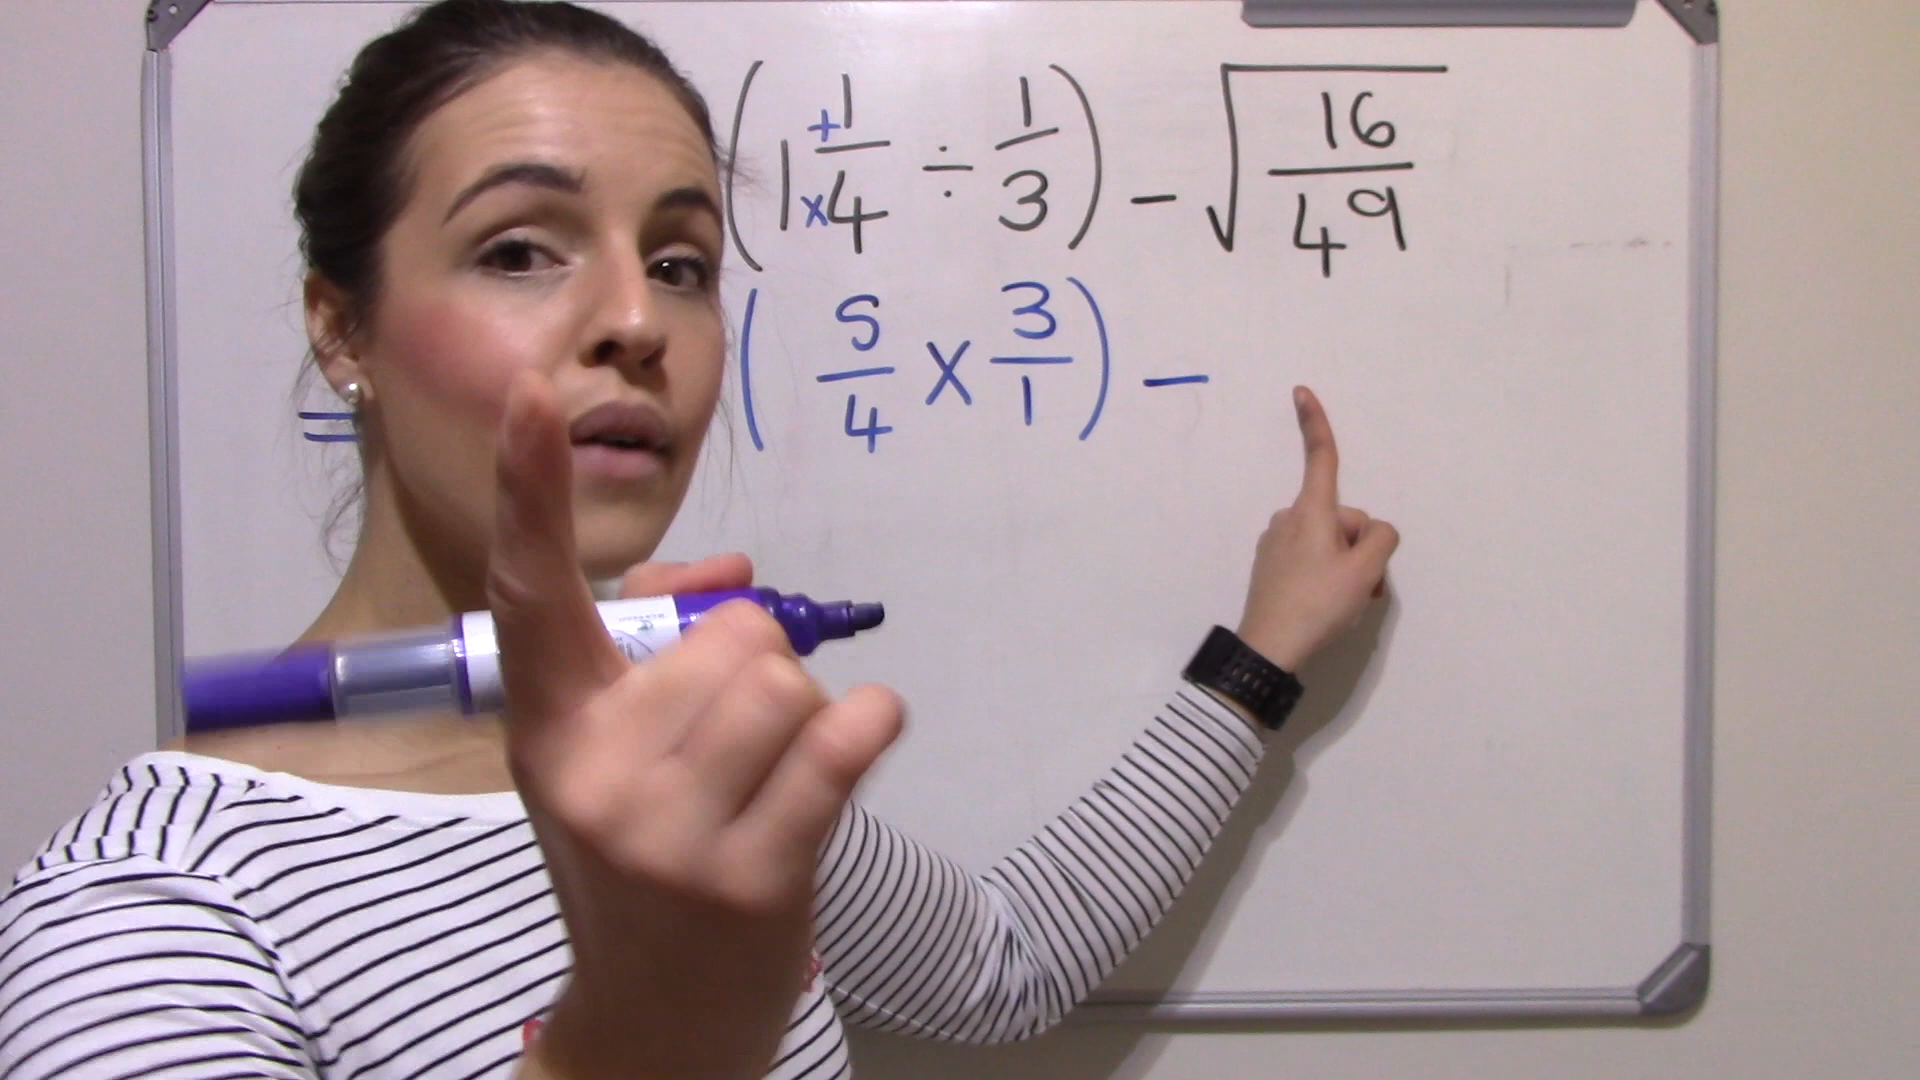 (1 + 1/4 × ÷ 1/3) - √16/49
= (5/4 × 3/1) -